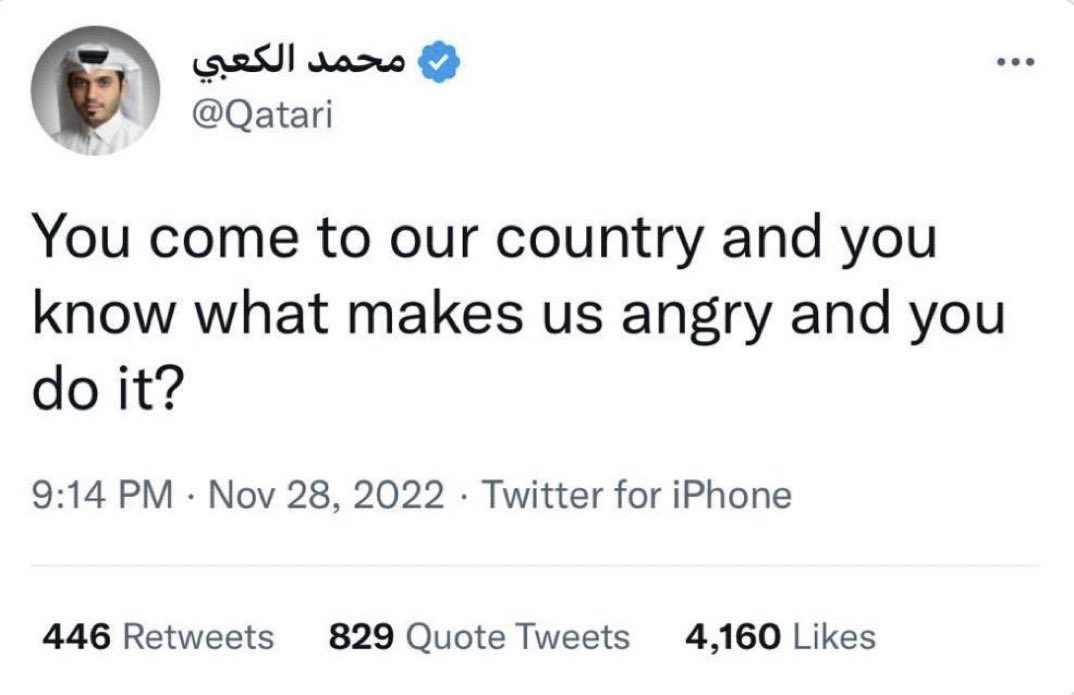 محمد الكعبي
@Qatari
You come to our country and you
know what makes us angry and you
do it?
9:14 PM · Nov 28, 2022 · Twitter for iPhone
446 Retweets 829 Quote Tweets 4,160 Likes